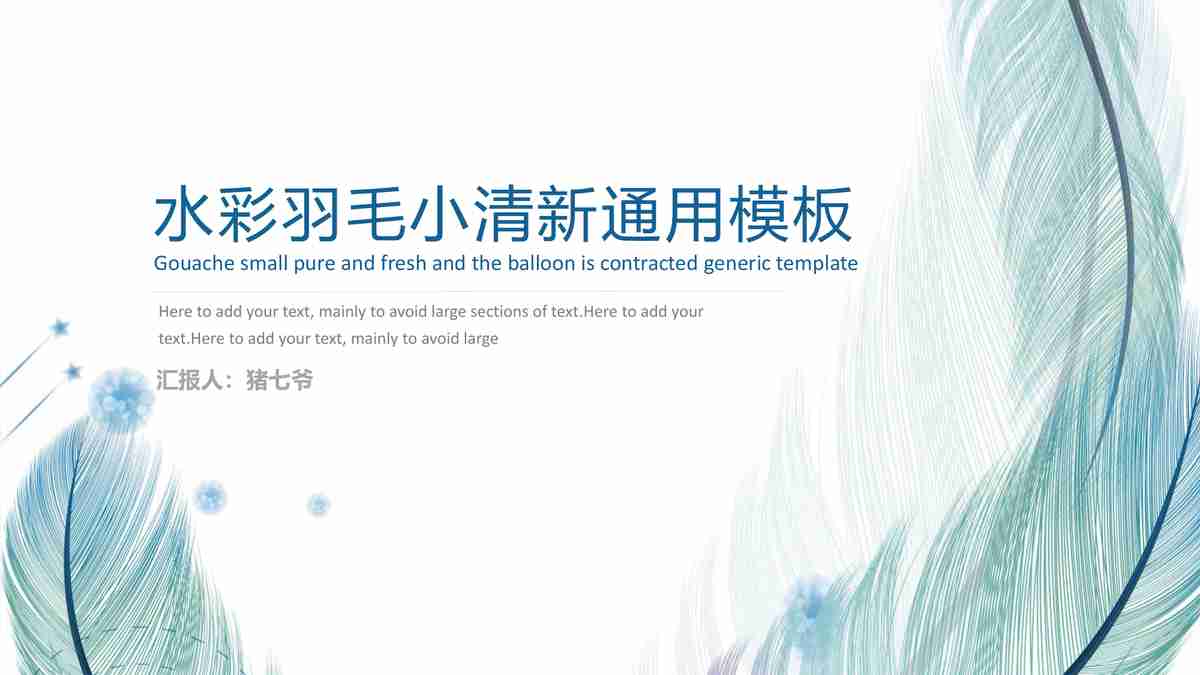 水彩羽毛小清新通用模板
Gouache small pure and fresh and the balloon is contracted generic template
Here to add your text, mainly to avoid large sections of text.Here to add your
text.Here to add your text, mainly to avoid large
汇报人：猪七爷